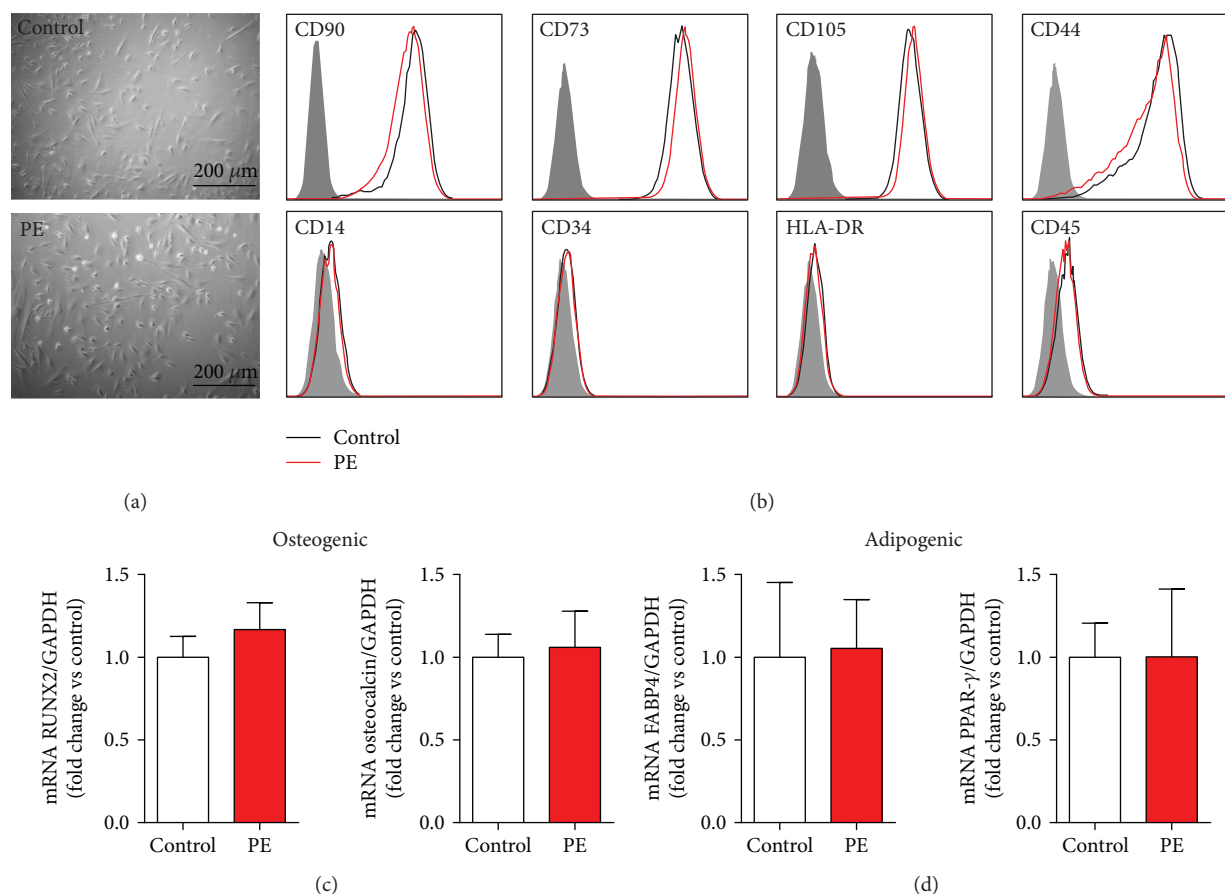 Control
200 μm
PE
200 μm
CD90
CD73
CD105
CD44
CD14
CD34
HLA-DR
CD45
Control
PE
(a)
(b)
Osteogenic
mRNA RUNX2/GAPDH
(fold change vs control)
1.5
1.0
0.5
0.0
Control
PE
mRNA osteocalcin/GAPDH
(fold change vs control)
1.5
1.0
0.5
0.0
Control
PE
(c)
Adipogenic
mRNA FABP4/GAPDH
(fold change vs control)
1.5
1.0
0.5
0.0
Control
PE
mRNA PPAR-γ/GAPDH
(fold change vs control)
1.5
1.0
0.5
0.0
Control
PE
(d)